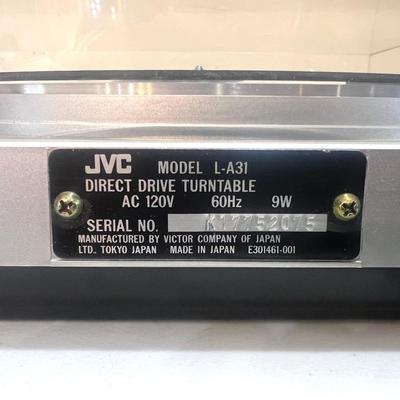 JVC MODEL L-A31
DIRECT DRIVE TURNTABLE
AC 120V 60Hz 9W
SERIAL NO. K17752075
MANUFACTURED BY VICTOR COMPANY OF JAPAN
LTD., TOKYO JAPAN MADE IN JAPAN E301461-001